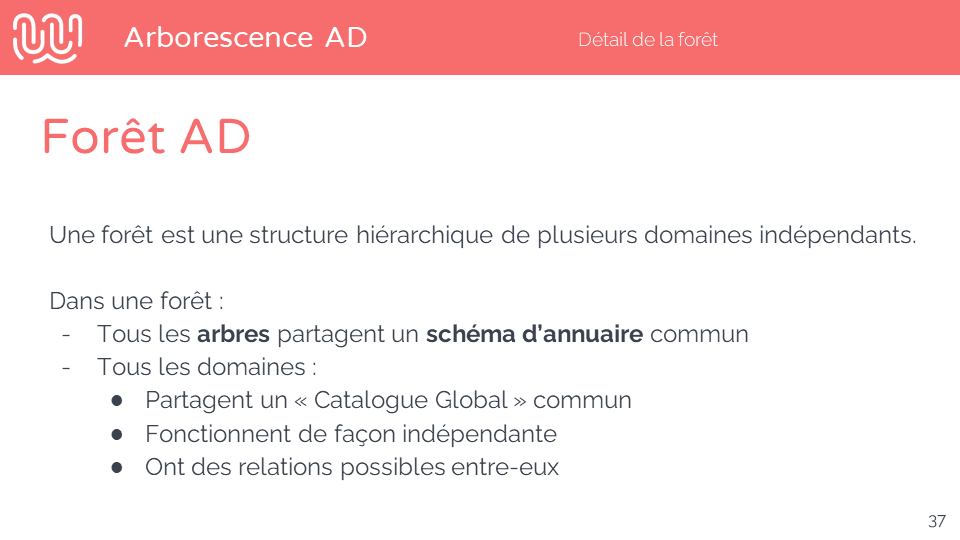 Arborescence AD
Détail de la forêt
Forêt AD
Une forêt est une structure hiérarchique de plusieurs domaines indépendants.
Dans une forêt :
- Tous les arbres partagent un schéma d’annuaire commun
- Tous les domaines :
● Partagent un « Catalogue Global » commun
● Fonctionnent de façon indépendante
● Ont des relations possibles entre-eux
37